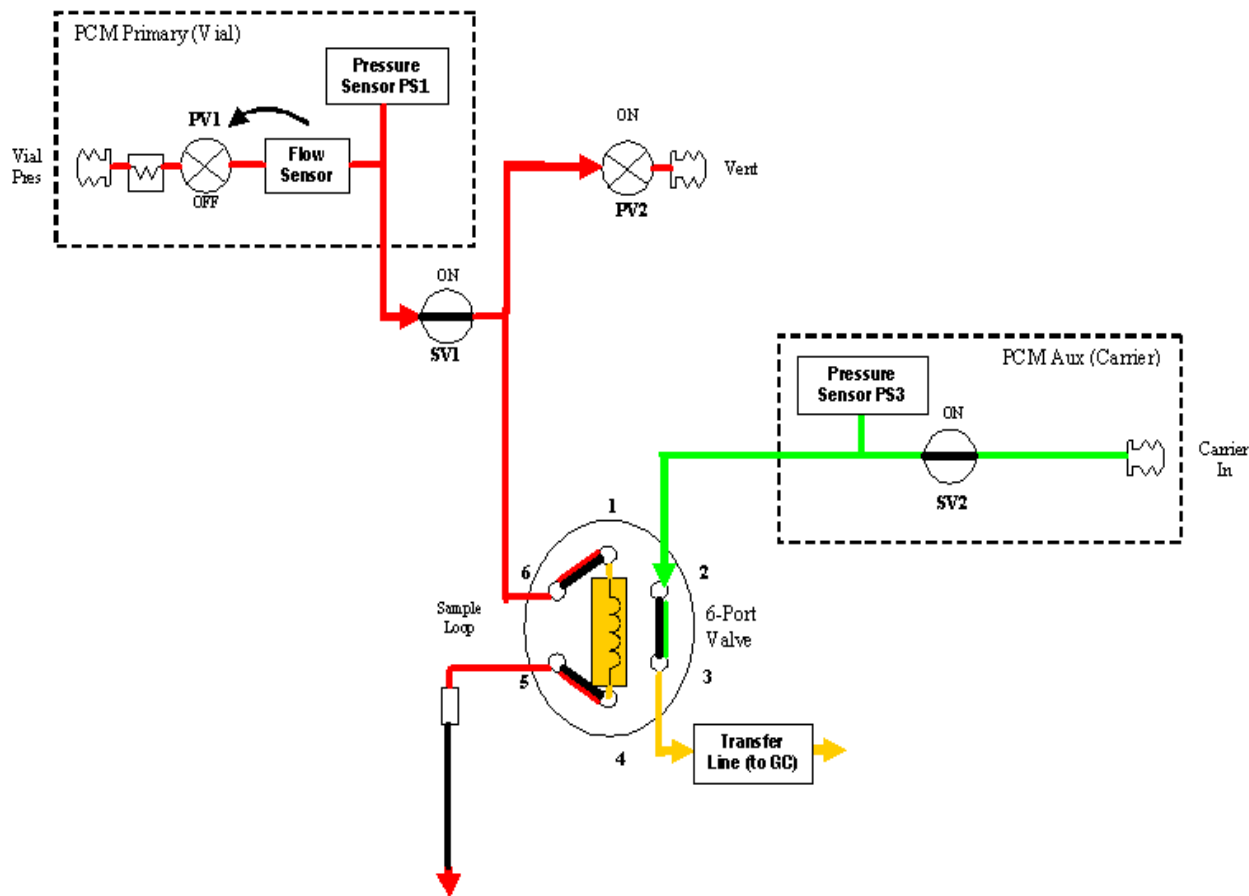 PCM Primary (Vial)
Pressure
Sensor PS1
PV1
Flow
Sensor
OFF
Vial
Pres
ON
PV2
Vent
ON
SV1
PCM Aux (Carrier)
Pressure
Sensor PS3
ON
SV2
Carrier
In
1
2
6
Sample
Loop
6-Port
Valve
5
3
4
Transfer
Line (to GC)